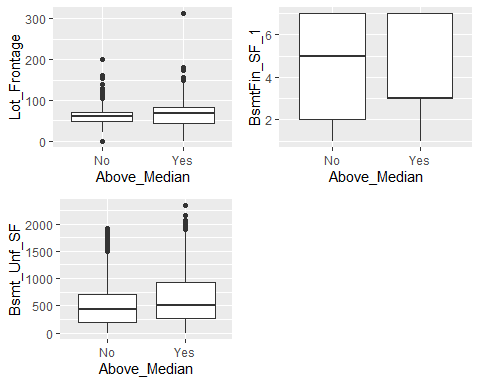 Lot_Frontage
300
200
100
0
No Yes
Above_Median
BsmtFin_SF_1
6
4
2
No Yes
Above_Median
Bsmt_Unf_SF
2000
1500
1000
500
0
No Yes
Above_Median